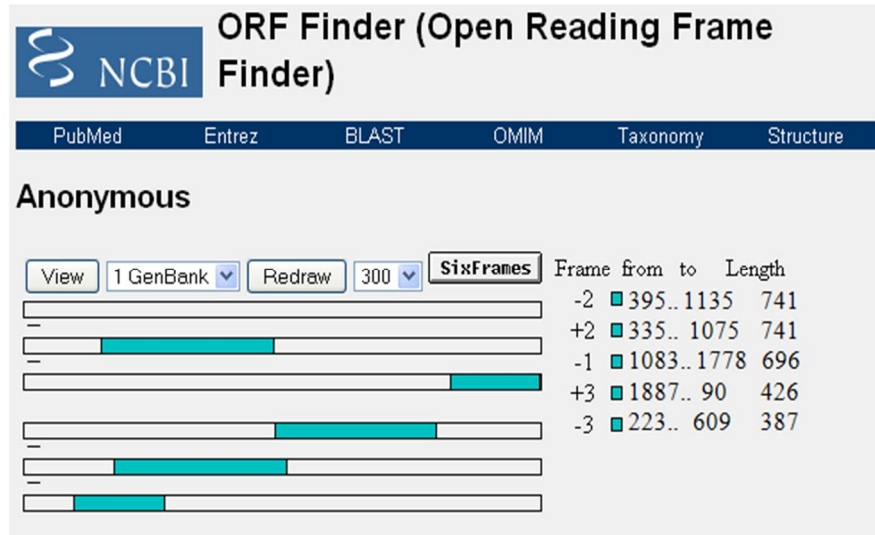 NCBI
ORF Finder (Open Reading Frame
Finder)
PubMed Entrez BLAST OMIM Taxonomy Structure
Anonymous
View 1 GenBank Redraw 300 SixFrames
Frame from to Length
-2 395.. 1135 741
+2 335.. 1075 741
-1 1083.. 1778 696
+3 1887.. 90 426
-3 223.. 609 387